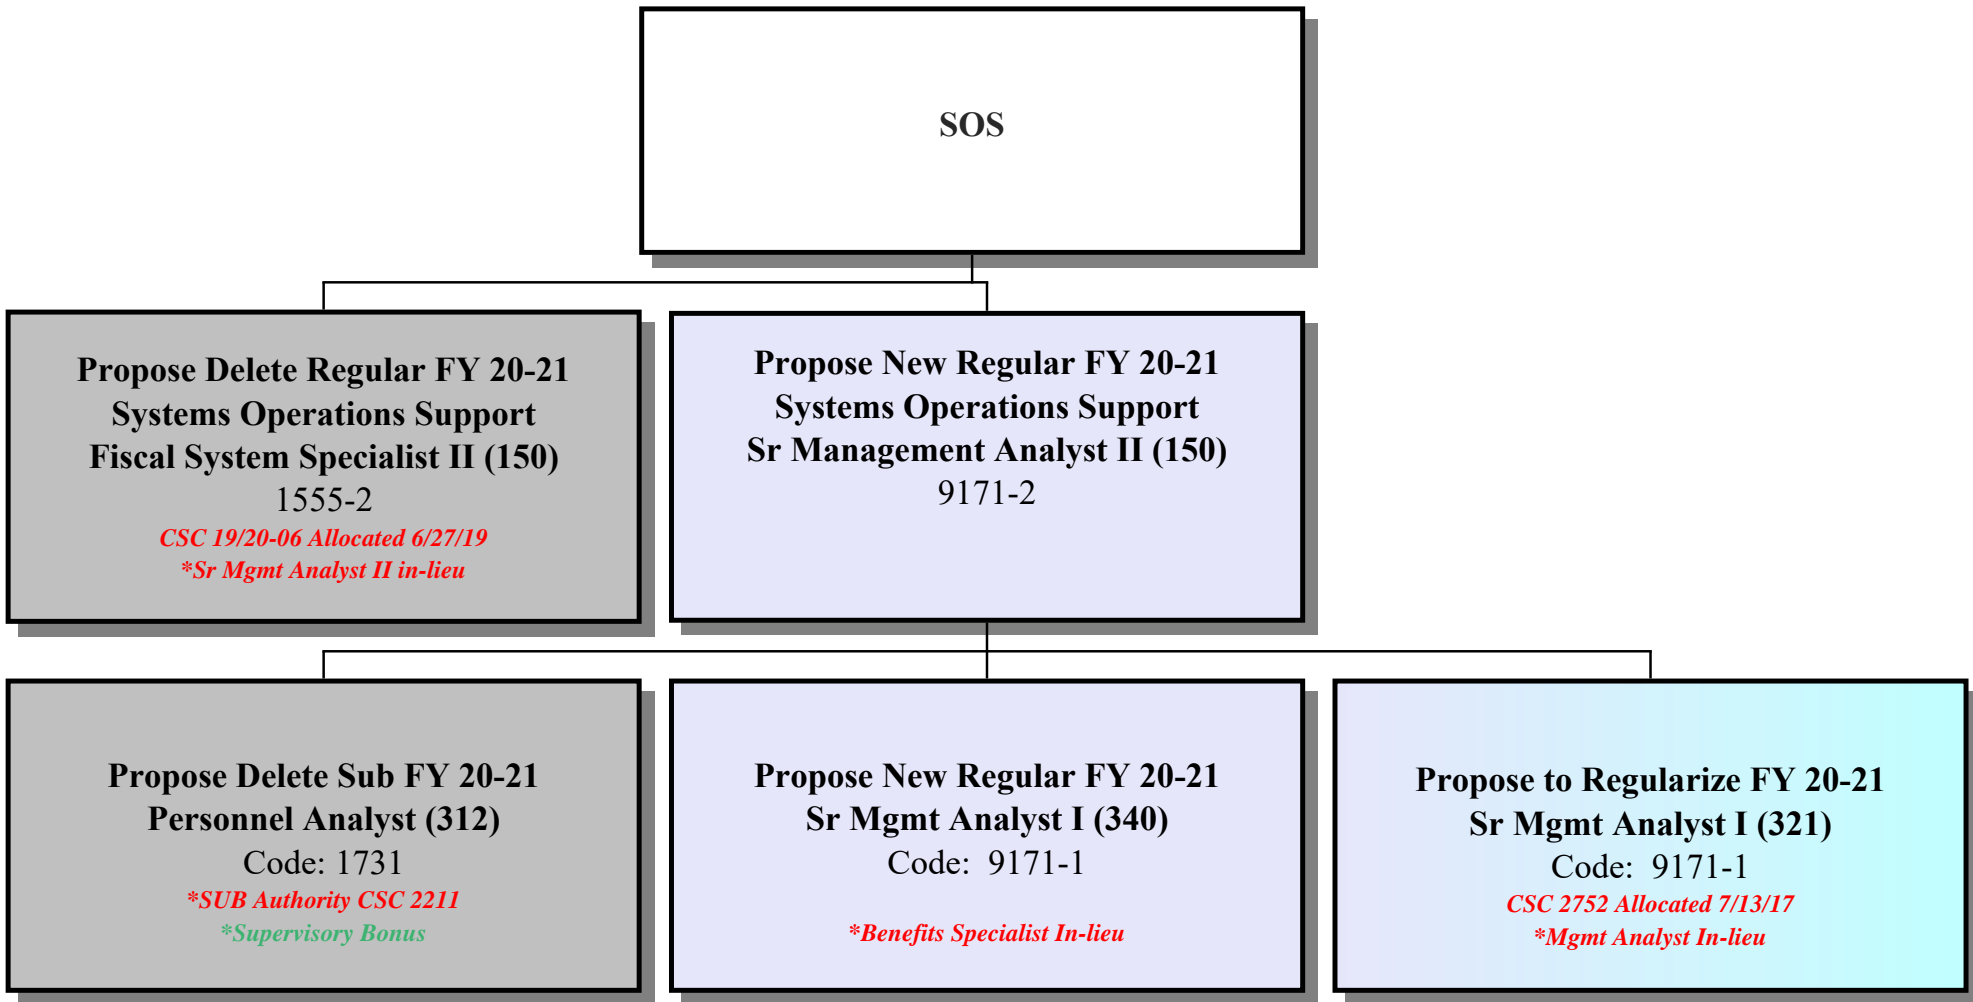 SOS
Propose Delete Regular FY 20-21
Systems Operations Support
Fiscal System Specialist II (150)
1555-2
CSC 19/20-06 Allocated 6/27/19
*Sr Mgmt Analyst II in-lieu
Propose New Regular FY 20-21
Systems Operations Support
Sr Management Analyst II (150)
9171-2
Propose Delete Sub FY 20-21
Personnel Analyst (312)
Code: 1731
*SUB Authority CSC 2211
*Supervisory Bonus
Propose New Regular FY 20-21
Sr Mgmt Analyst I (340)
Code:  9171-1
*Benefits Specialist In-lieu
Propose to Regularize FY 20-21
Sr Mgmt Analyst I (321)
Code:  9171-1
CSC 2752 Allocated 7/13/17
*Mgmt Analyst In-lieu